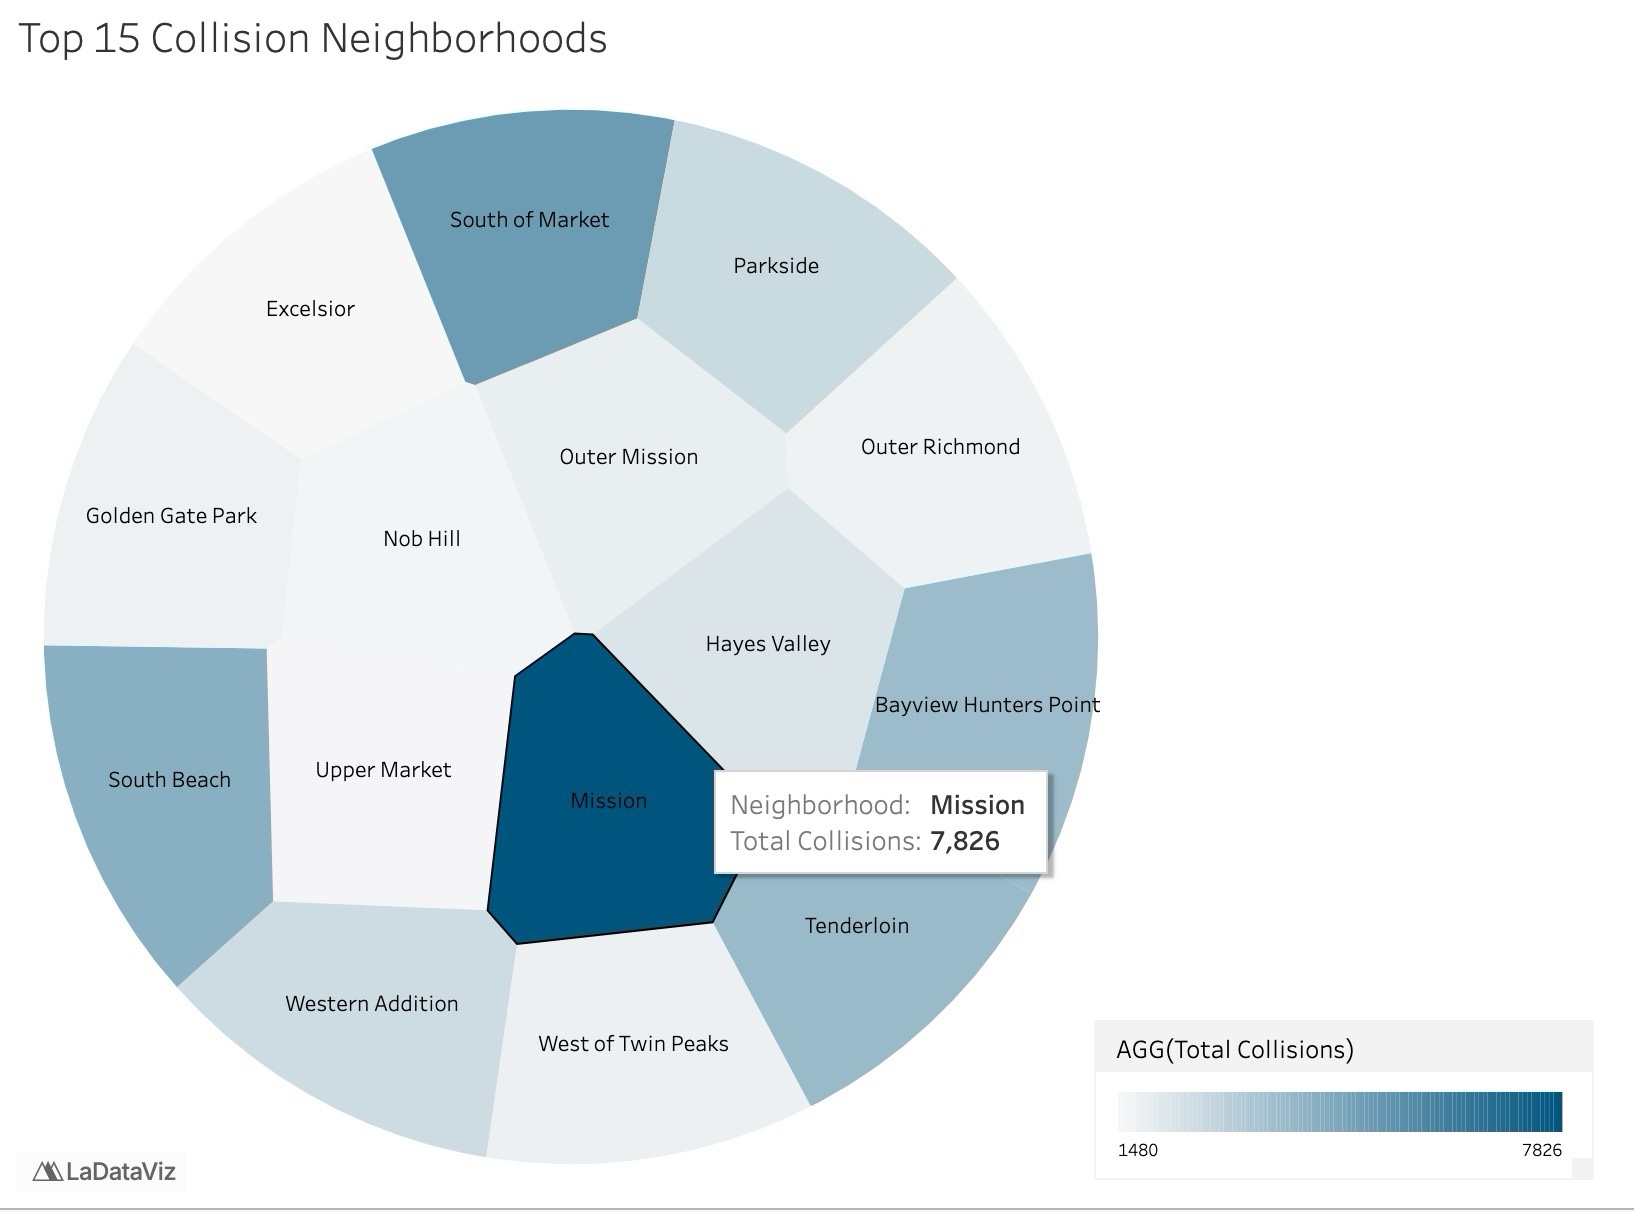 Top 15 Collision Neighborhoods
South of Market
Parkside
Excelsior
Outer Richmond
Outer Mission
Golden Gate Park
Nob Hill
Hayes Valley
Bayview Hunters Point
Upper Market
South Beach
Mission
Neighborhood: Mission
Total Collisions: 7,826
Tenderloin
Western Addition
West of Twin Peaks
AGG(Total Collisions)
1480 7826
LaDataViz